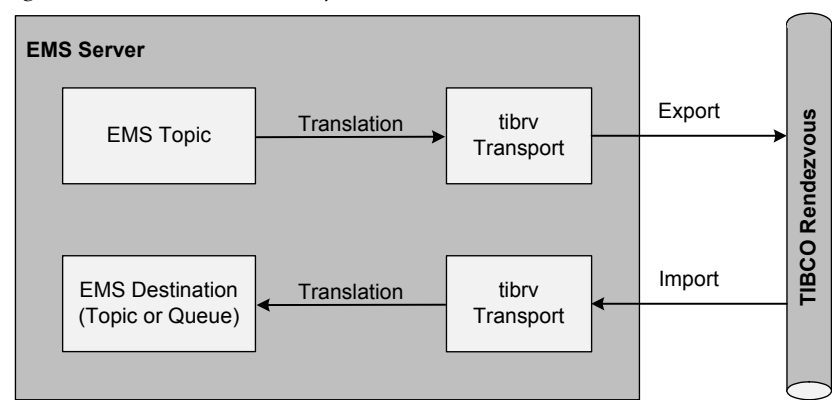 EMS Server
EMS Topic
Translation
tibrv
Transport
Export
EMS Destination
(Topic or Queue)
Translation
tibrv
Transport
Import
TIBCO Rendezvous